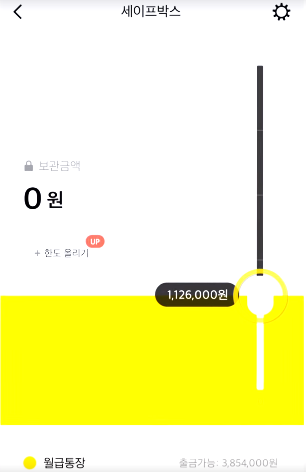 세이프박스
보관금액
0 원
UP
+ 한도 올리기
1,126,000원
월급통장
출금가능: 3,854,000원